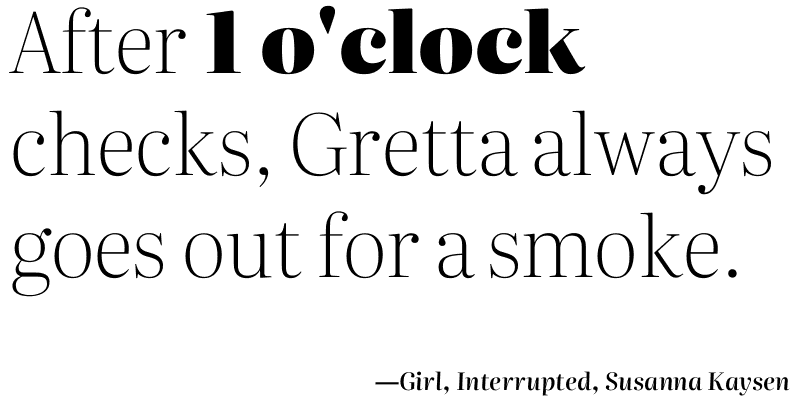 After 1 o'clock
checks, Gretta always
goes out for a smoke.
—Girl, Interrupted, Susanna Kaysen